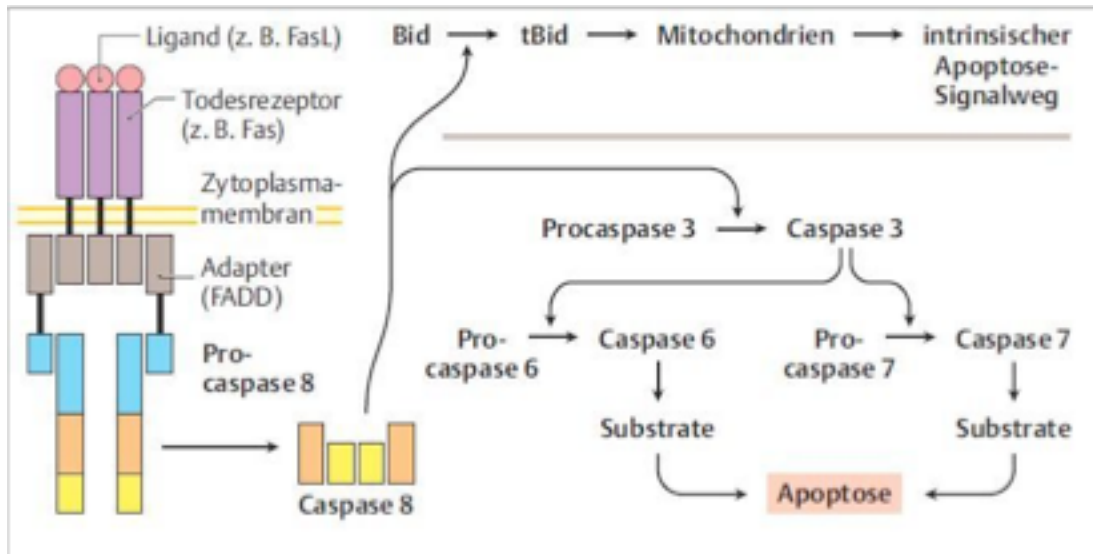 Ligand (z. B. FasL)
Todesrezeptor
(z. B. Fas)
Zytoplasma-
membran
Adapter
(FADD)
Pro-
caspase 8
Caspase 8
Bid
tBid
Mitochondrien
intrinsischer
Apoptose-
Signalweg
Procaspase 3
Caspase 3
Pro-
caspase 6
Caspase 6
Pro-
caspase 7
Caspase 7
Substrate
Substrate
Apoptose